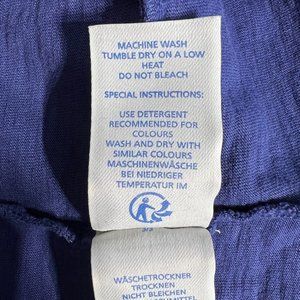 MACHINE WASH
TUMBLE DRY ON A LOW
HEAT
DO NOT BLEACH
SPECIAL INSTRUCTIONS:
USE DETERGENT
RECOMMENDED FOR
COLOURS
WASH AND DRY WITH
SIMILAR COLOURS
MASCHINENWÄSCHE
BEI NIEDRIGER
TEMPERATUR IM
WÄSCHETROCKNER
TROCKNEN
NICHT BLEICHEN